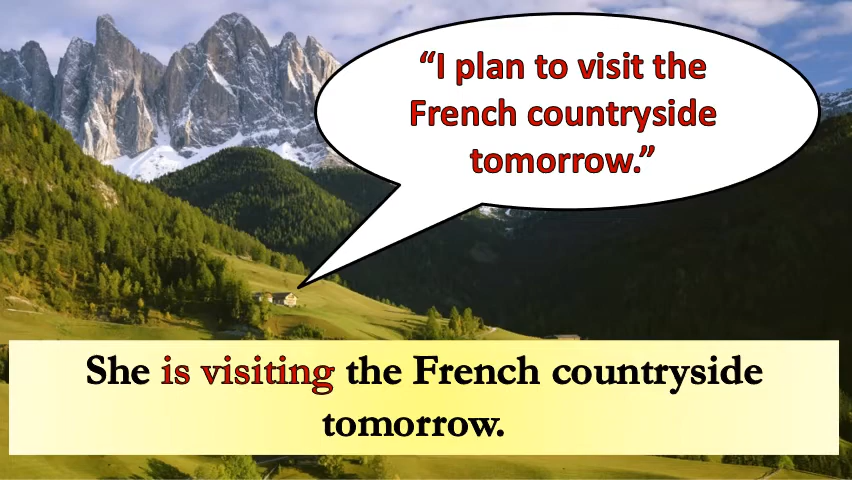 “I plan to visit the
French countryside
tomorrow.”
She is visiting the French countryside
tomorrow.